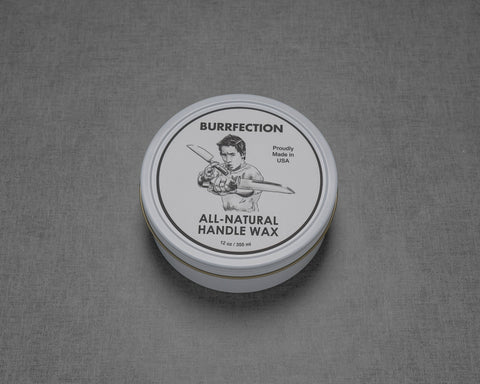 BURRFECTION
Proudly
Made in
USA
ALL-NATURAL
HANDLE WAX
12 oz / 350 ml